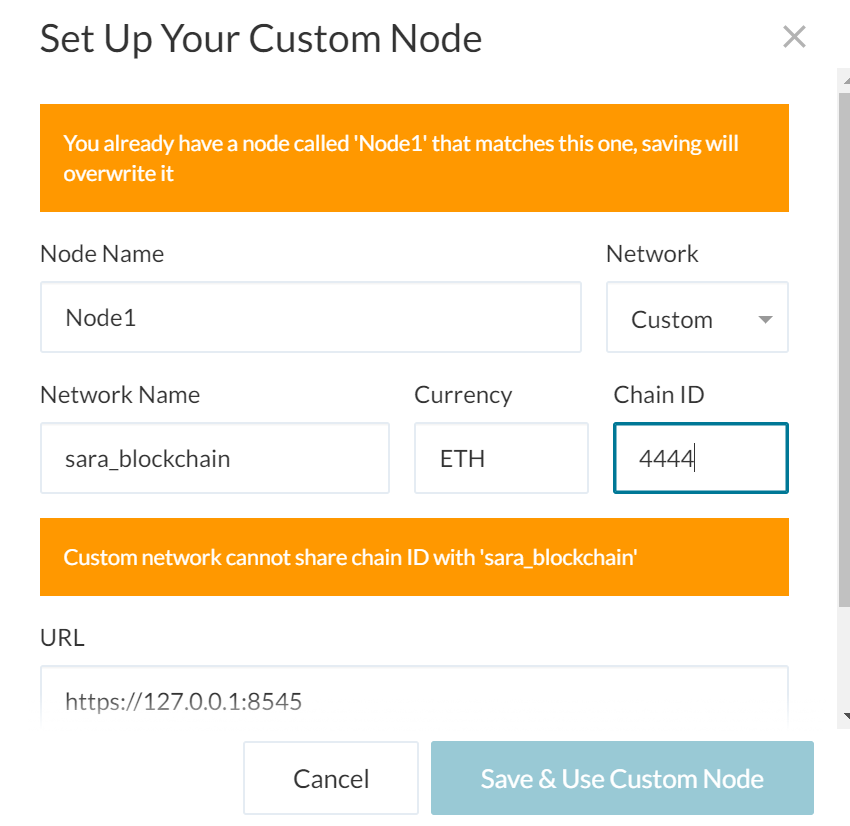 Set Up Your Custom Node
You already have a node called 'Node1' that matches this one, saving will
overwrite it
Node Name
Network
Node1
Custom
Network Name
Currency
Chain ID
sara_blockchain
ETH
4444
Custom network cannot share chain ID with 'sara_blockchain'
URL
https://127.0.0.1:8545
Cancel
Save & Use Custom Node